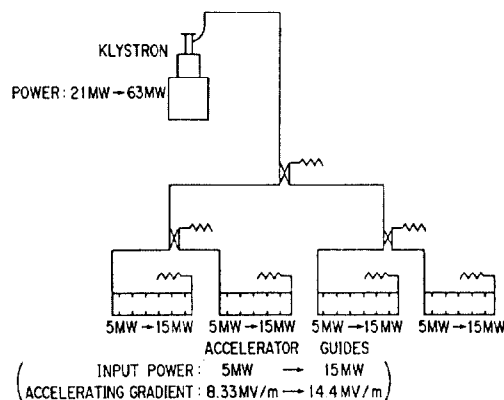 KLYSTRON
POWER: 21MW → 63MW
5MW → 15MW 5MW → 15MW 5MW → 15MW 5MW → 15MW
ACCELERATOR GUIDES
INPUT POWER: 5MW → 15MW
ACCELERATING GRADIENT: 8.33MV/m → 14.4MV/m